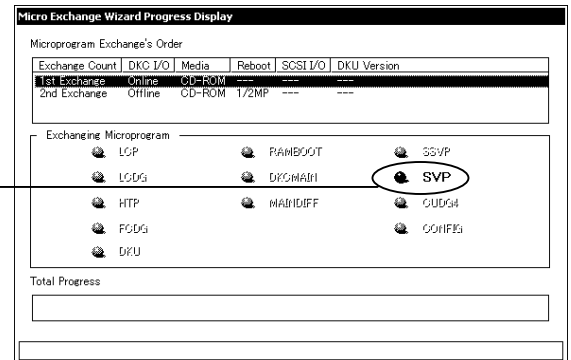 Micro Exchange Wizard Progress Display
Microprogram Exchange's Order
Exchange Count DKC I/O Media Reboot SCSI I/O DKU Version
1st Exchange Online CD-ROM --- --- ---
2nd Exchange Offline CD-ROM 1/2MP --- ---
Exchanging Microprogram
LCP RAMBOOT SSVP
LCDG DKCMAIN SVP
HTP MAINDIFF CUDG4
FCDG CONFIG
DKU
Total Progress